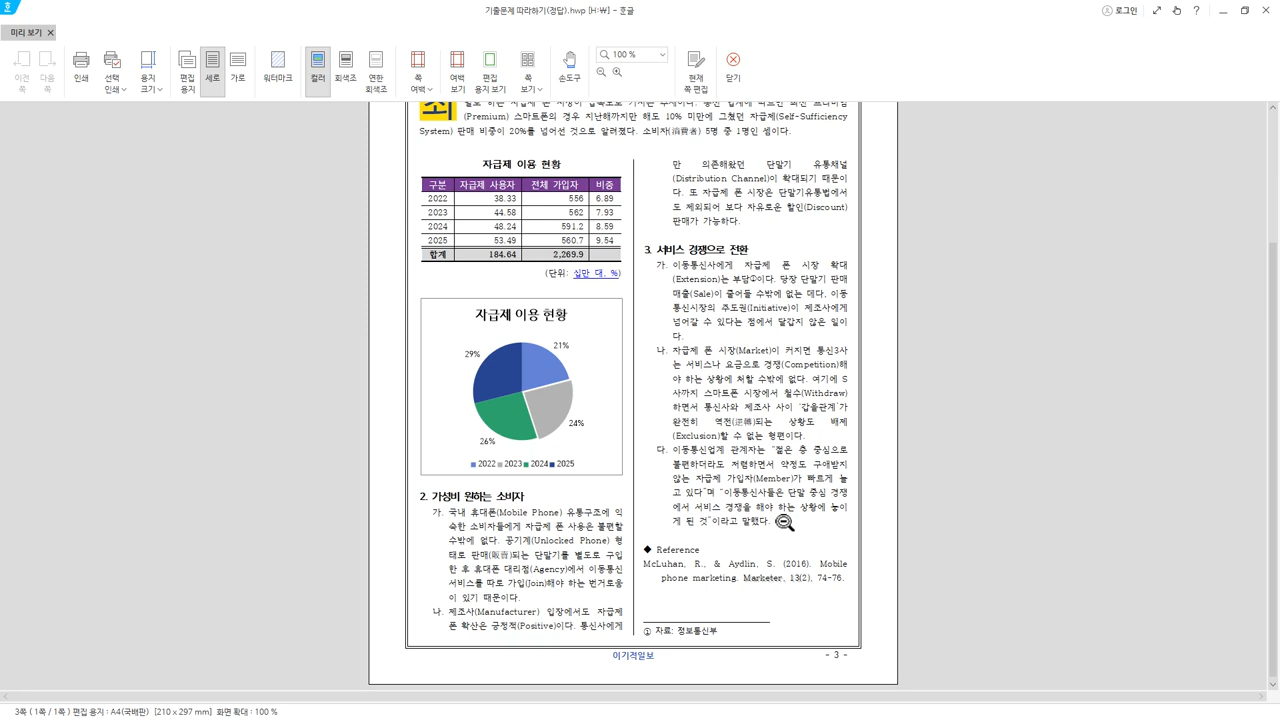 기출문제 따라하기(정답).hwp [H:₩] - 훈글
로그인
미리 보기
이전 쪽
다음 쪽
인쇄
선택 인쇄
용지 크기
편집 용지
세로
가로
워터마크
컬러
회색조
연한 회색조
쪽 여백
여백 보기
편집 용지 보기
쪽 보기
손도구
100 %
현재 쪽 편집
닫기
(Premium) 스마트폰의 경우 지난해까지만 해도 10% 미만에 그쳤던 자급제(Self-Sufficiency
System) 판매 비중이 20%를 넘어선 것으로 알려졌다. 소비자(消費者) 5명 중 1명인 셈이다.
자급제 이용 현황
구분 자급제 사용자 전체 가입자 비중
2022 38.33 556 6.89
2023 44.58 562 7.93
2024 48.24 591.2 8.59
2025 53.49 560.7 9.54
합계 184.64 2,269.9
(단위: 십만 대, %)
자급제 이용 현황
21%
29%
24%
26%
2022 2023 2024 2025
2. 가성비 원하는 소비자
가. 국내 휴대폰(Mobile Phone) 유통구조에 익
숙한 소비자들에게 자급제 폰 사용은 불편할
수밖에 없다. 공기계(Unlocked Phone) 형
태로 판매(販賣)되는 단말기를 별도로 구입
한 후 휴대폰 대리점(Agency)에서 이동통신
서비스를 따로 가입(Join)해야 하는 번거로움
이 있기 때문이다.
나. 제조사(Manufacturer) 입장에서도 자급제
폰 확산은 긍정적(Positive)이다. 통신사에게
만 의존해왔던 단말기 유통채널
(Distribution Channel)이 확대되기 때문이
다. 또 자급제 폰 시장은 단말기유통법에서
도 제외되어 보다 자유로운 할인(Discount)
판매가 가능하다.
3. 서비스 경쟁으로 전환
가. 이동통신사에게 자급제 폰 시장 확대
(Extension)는 부담①이다. 당장 단말기 판매
매출(Sale)이 줄어들 수밖에 없는 데다, 이동
통신시장의 주도권(Initiative)이 제조사에게
넘어갈 수 있다는 점에서 달갑지 않은 일이
다.
나. 자급제 폰 시장(Market)이 커지면 통신3사
는 서비스나 요금으로 경쟁(Competition)해
야 하는 상황에 처할 수밖에 없다. 여기에 S
사까지 스마트폰 시장에서 철수(Withdraw)
하면서 통신사와 제조사 사이 '갑을관계'가
완전히 역전(逆轉)되는 상황도 배제
(Exclusion)할 수 없는 형편이다.
다. 이동통신업계 관계자는 "젊은 층 중심으로
불편하더라도 저렴하면서 약정도 구애받지
않는 자급제 가입자(Member)가 빠르게 늘
고 있다"며 "이동통신사들은 단말 중심 경쟁
에서 서비스 경쟁을 해야 하는 상황에 놓이
게 된 것"이라고 말했다.
◆ Reference
McLuhan, R., & Aydlin, S. (2016). Mobile
phone marketing. Marketer, 13(2), 74-76.
① 자료: 정보통신부
이기적일보
- 3 -
3쪽 ( 1쪽 / 1쪽 ) 편집 용지 : A4(국배판) [210 x 297 mm] 화면 확대 : 100 %